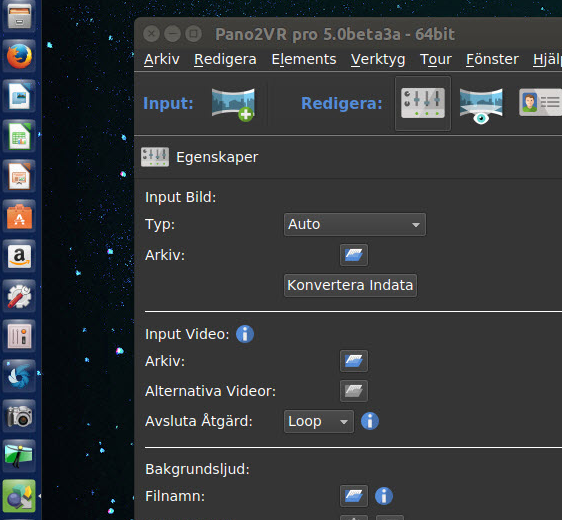 Pano2VR pro 5.0beta3a - 64bit
Arkiv Redigera Elements Verktyg Tour Fönster Hjäl
Input: Redigera:
Egenskaper
Input Bild:
Typ: Auto
Arkiv:
Konvertera Indata
Input Video:
Arkiv:
Alternativa Videor:
Avsluta Åtgärd: Loop
Bakgrundsljud:
Filnamn: